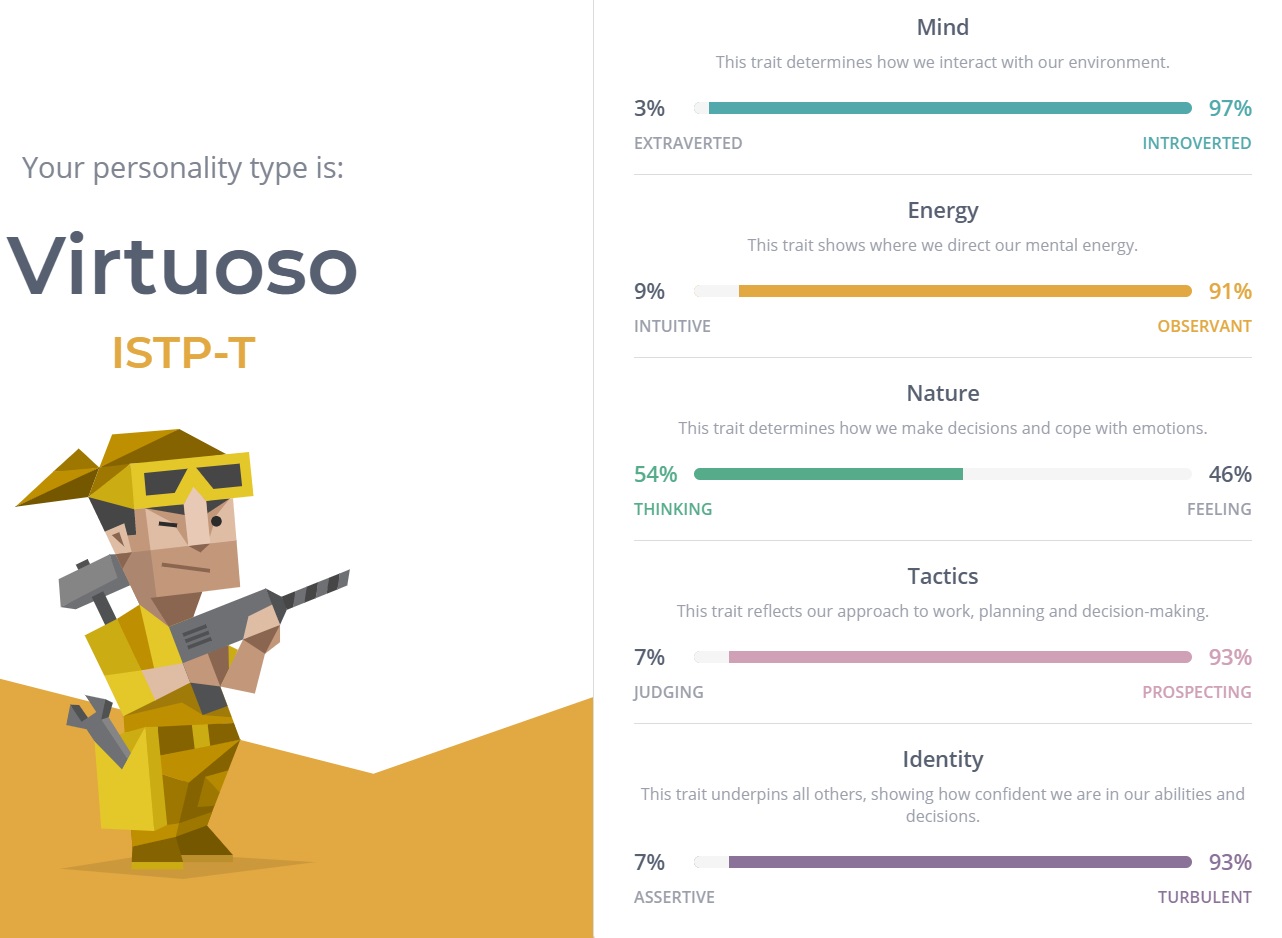 Your personality type is:
Virtuoso
ISTP-T
Mind
This trait determines how we interact with our environment.
3% 97%
EXTRAVERTED INTROVERTED
Energy
This trait shows where we direct our mental energy.
9% 91%
INTUITIVE OBSERVANT
Nature
This trait determines how we make decisions and cope with emotions.
54% 46%
THINKING FEELING
Tactics
This trait reflects our approach to work, planning and decision-making.
7% 93%
JUDGING PROSPECTING
Identity
This trait underpins all others, showing how confident we are in our abilities and
decisions.
7% 93%
ASSERTIVE TURBULENT